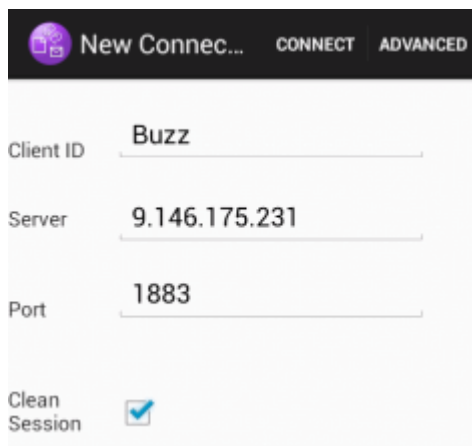 New Connec... CONNECT ADVANCED
Client ID Buzz
Server 9.146.175.231
Port 1883
Clean
Session